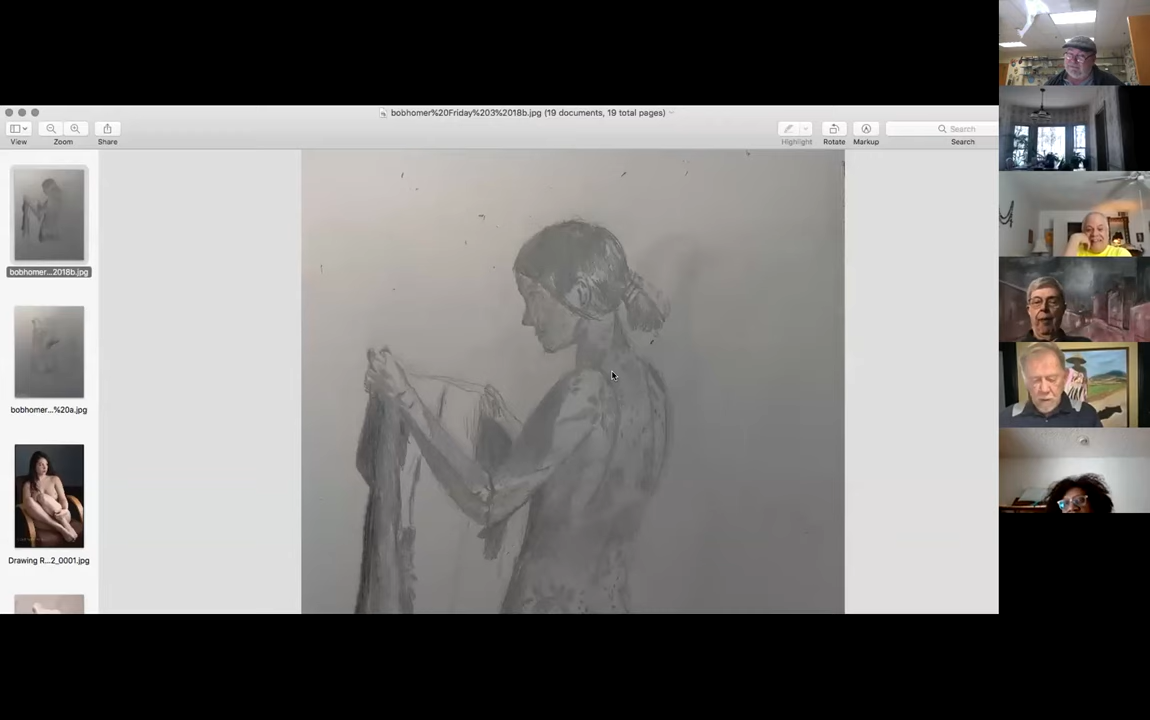 bobhomer%20Friday%203%2018b.jpg (19 documents, 19 total pages)
View
Zoom
Share
Highlight
Rotate
Markup
Search
Search
bobhomer...2018b.jpg
bobhomer...%20a.jpg
Drawing R...2_0001.jpg